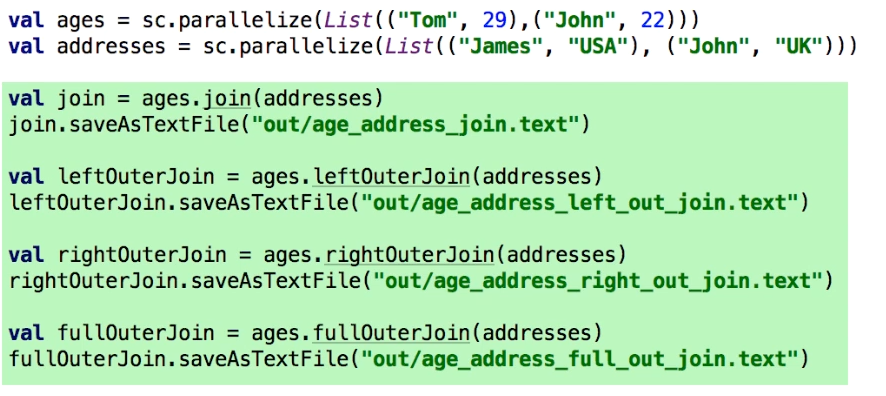 val ages = sc.parallelize(List(("Tom", 29),("John", 22)))
val addresses = sc.parallelize(List(("James", "USA"), ("John", "UK")))
val join = ages.join(addresses)
join.saveAsTextFile("out/age_address_join.text")
val leftOuterJoin = ages.leftOuterJoin(addresses)
leftOuterJoin.saveAsTextFile("out/age_address_left_out_join.text")
val rightOuterJoin = ages.rightOuterJoin(addresses)
rightOuterJoin.saveAsTextFile("out/age_address_right_out_join.text")
val fullOuterJoin = ages.fullOuterJoin(addresses)
fullOuterJoin.saveAsTextFile("out/age_address_full_out_join.text")